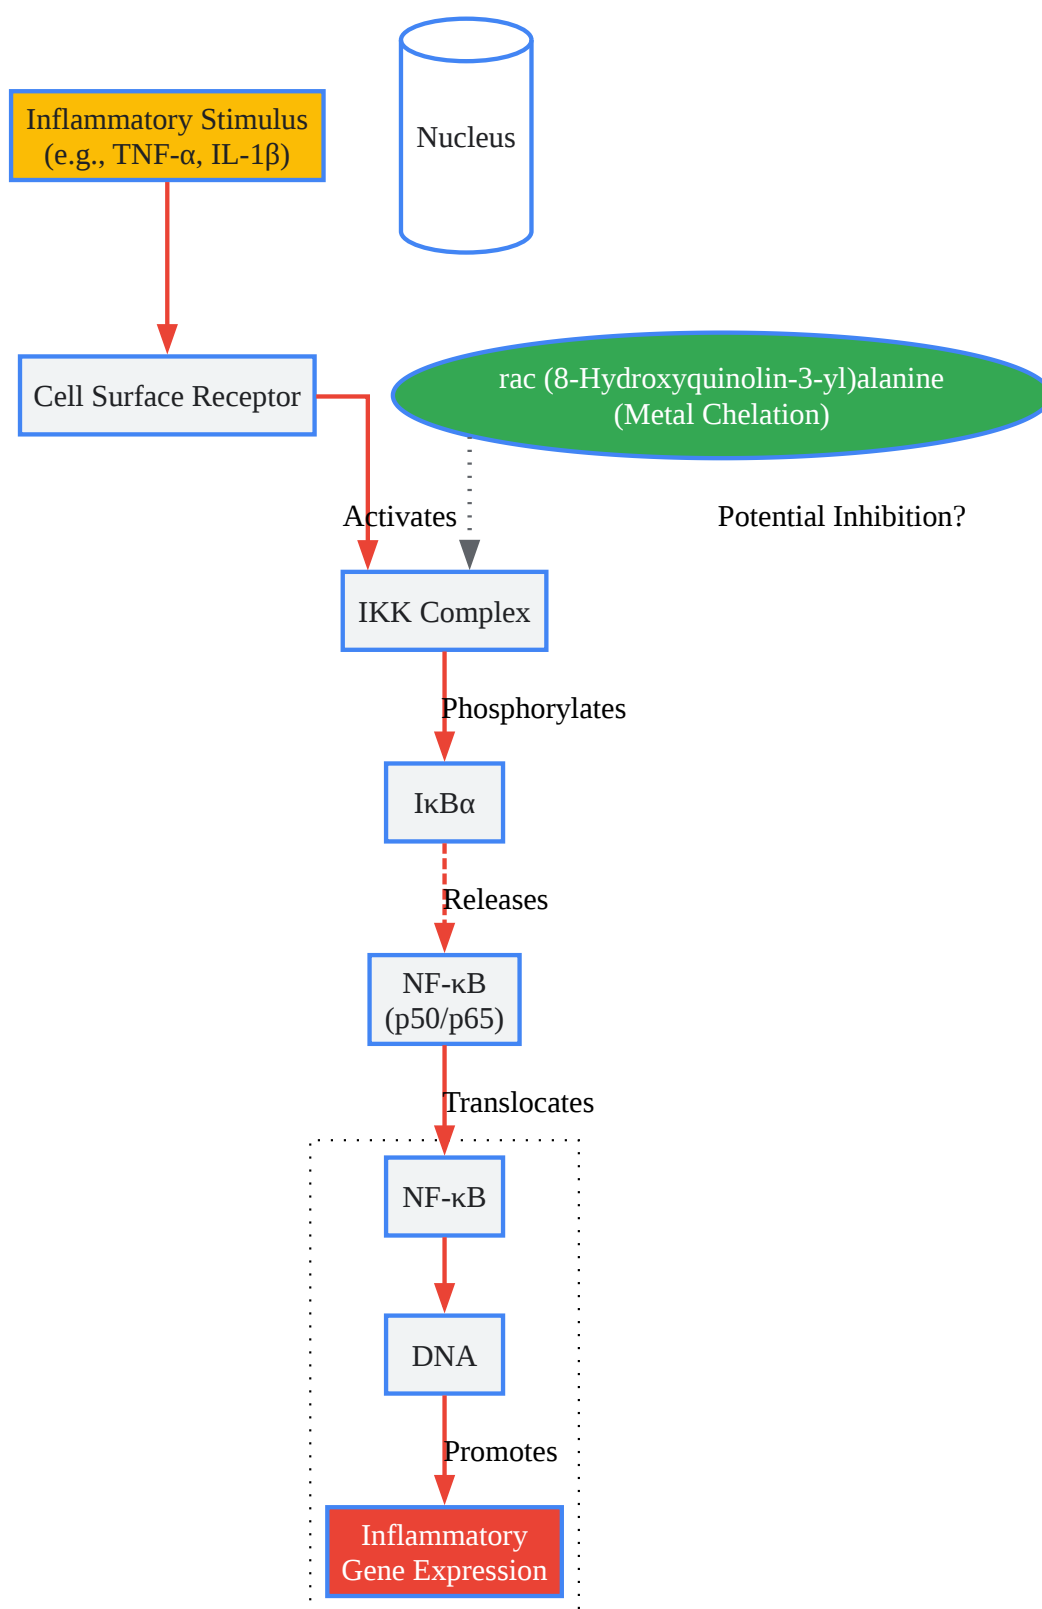 Nucleus
Inflammatory Stimulus
(e.g., TNF-α, IL-1β)
Cell Surface Receptor
rac (8-Hydroxyquinolin-3-yl)alanine
(Metal Chelation)
Activates
Potential Inhibition?
IKK Complex
Phosphorylates
IκBα
Releases
NF-κB
(p50/p65)
Translocates
NF-κB
DNA
Promotes
Inflammatory
Gene Expression